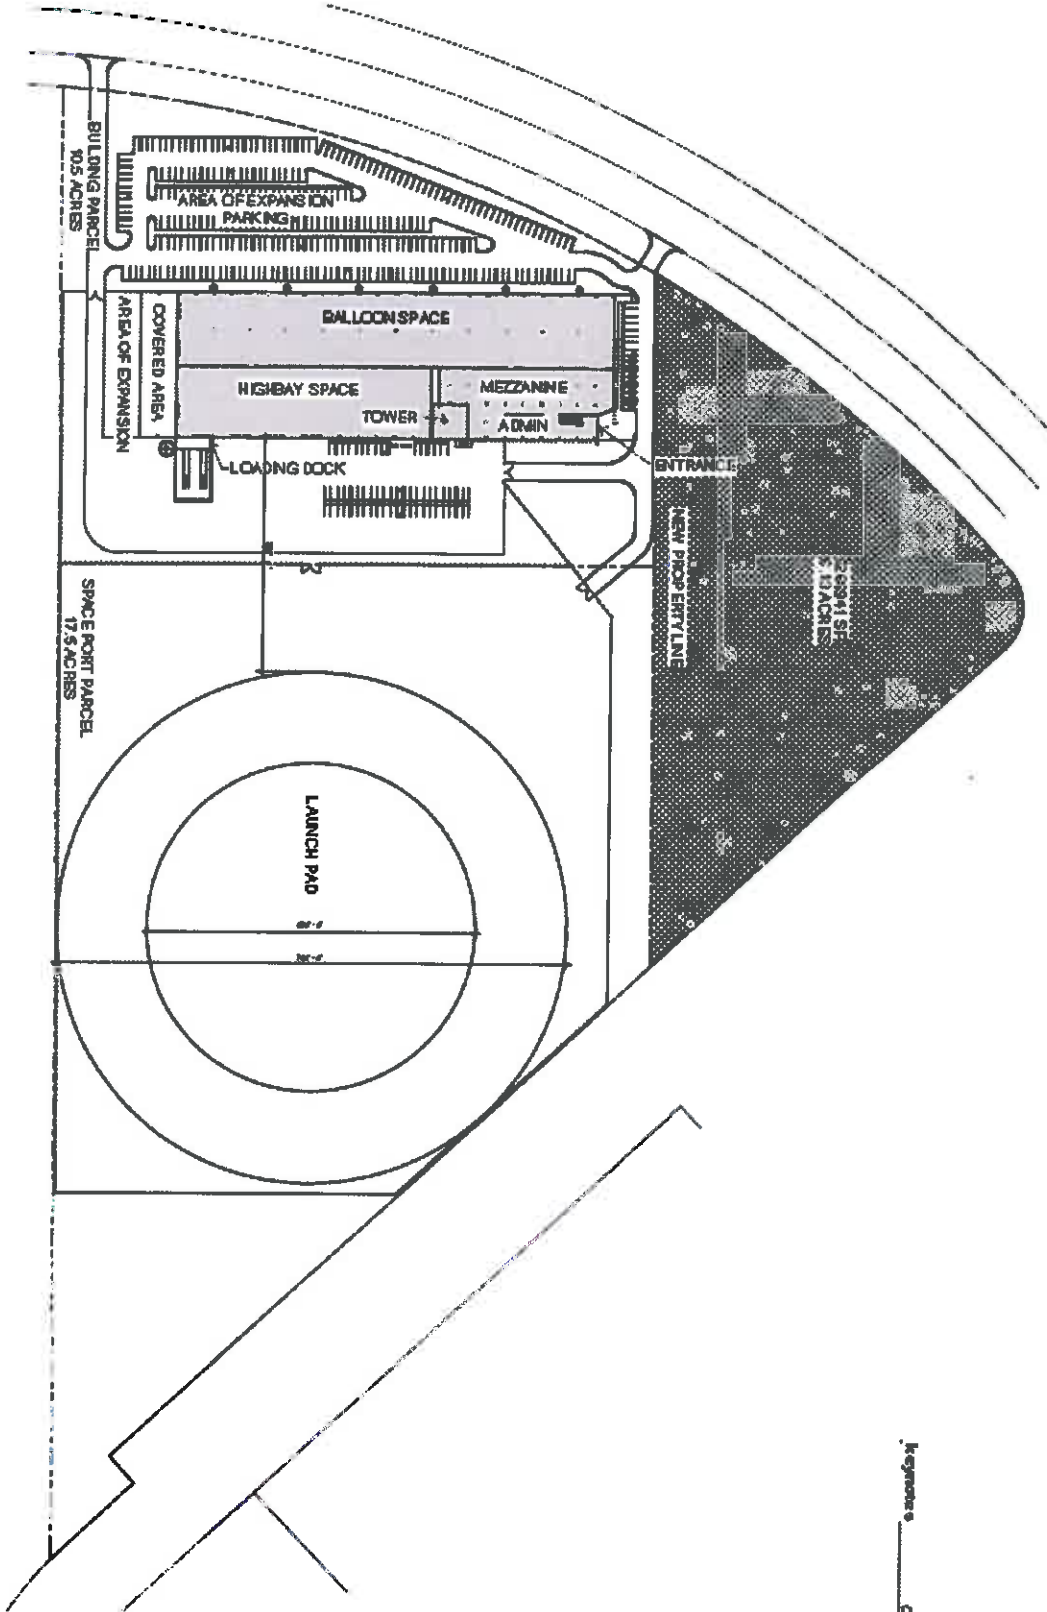 BUILDING PARCEL
10.5 ACRES
AREA OF EXPANSION
PARKING
BALLOON SPACE
COVERED AREA
AREA OF EXPANSION
HIGHBAY SPACE
MEZZANINE
TOWER
ADMIN
LOADING DOCK
ENTRANCE
NEW PROPERTY LINE
ACRES
SPACE PORT PARCEL
17.5 ACRES
LAUNCH PAD
keynotes